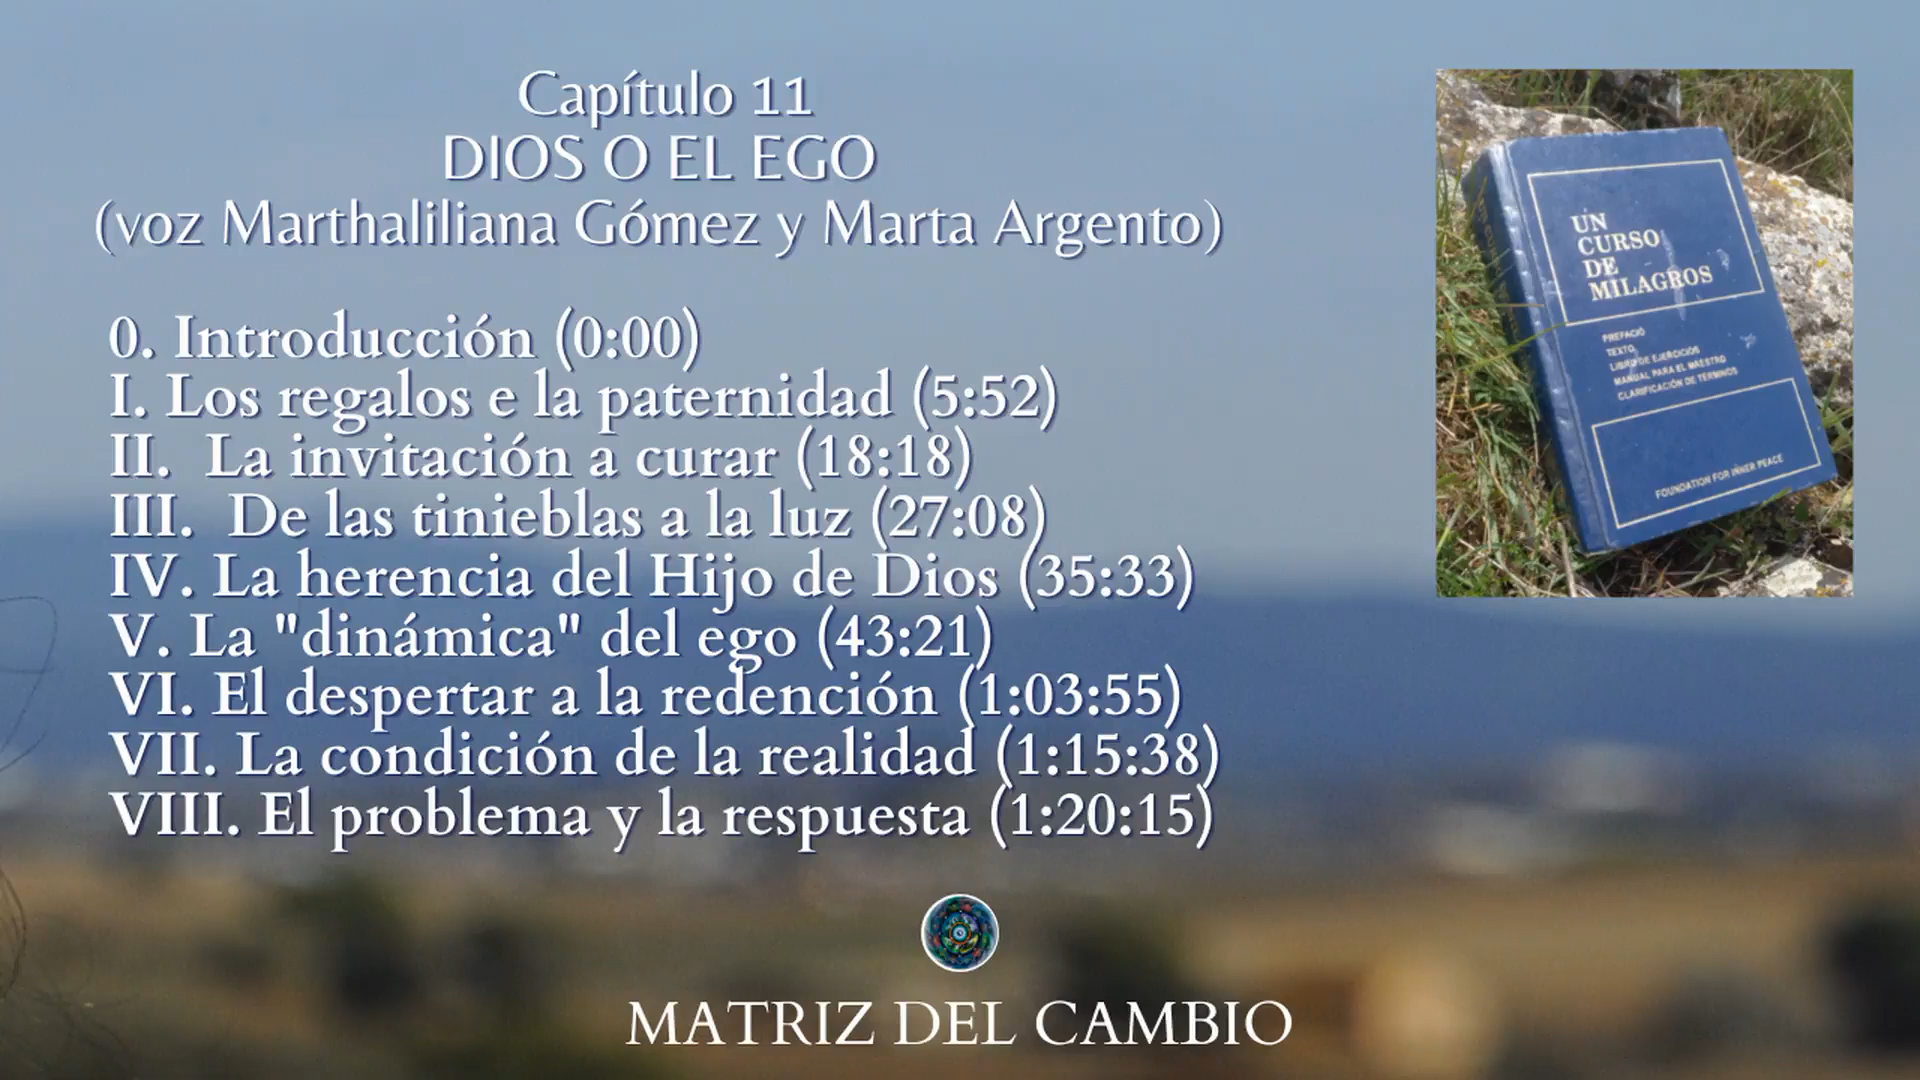 Capítulo 11
DIOS O EL EGO
(voz Marthaliliana Gómez y Marta Argento)
0. Introducción (0:00)
I. Los regalos e la paternidad (5:52)
II. La invitación a curar (18:18)
III. De las tinieblas a la luz (27:08)
IV. La herencia del Hijo de Dios (35:33)
V. La "dinámica" del ego (43:21)
VI. El despertar a la redención (1:03:55)
VII. La condición de la realidad (1:15:38)
VIII. El problema y la respuesta (1:20:15)
MATRIZ DEL CAMBIO
UN
CURSO
DE
MILAGROS
PREFACIO
TEXTO
LIBRO DE EJERCICIOS
MANUAL PARA EL MAESTRO
CLARIFICACIÓN DE TÉRMINOS
FOUNDATION FOR INNER PEACE